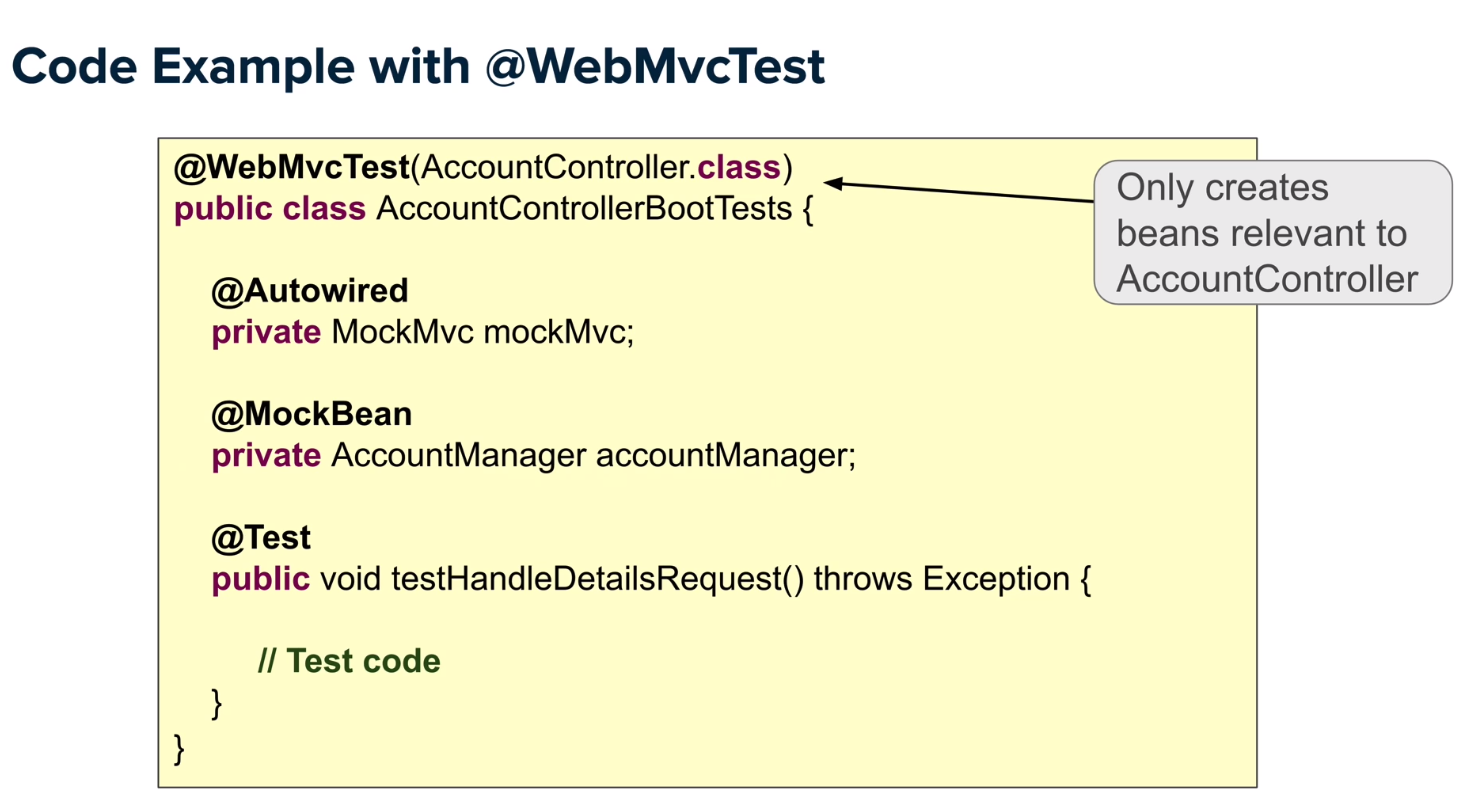 Code Example with @WebMvcTest
@WebMvcTest(AccountController.class)
public class AccountControllerBootTests {
@Autowired
private MockMvc mockMvc;
@MockBean
private AccountManager accountManager;
@Test
public void testHandleDetailsRequest() throws Exception {
// Test code
}
}
Only creates
beans relevant to
AccountController